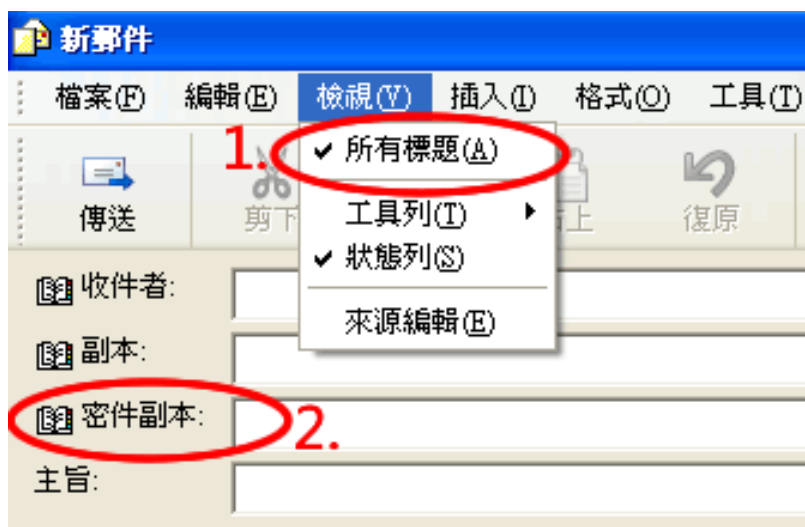 新郵件
檔案(F) 編輯(E) 檢視(V) 插入(I) 格式(O) 工具(T)
1. ✔ 所有標題(A)
傳送 剪下 上 復原
工具列(T)
✔ 狀態列(S)
來源編輯(E)
收件者:
副本:
密件副本: 2.
主旨: